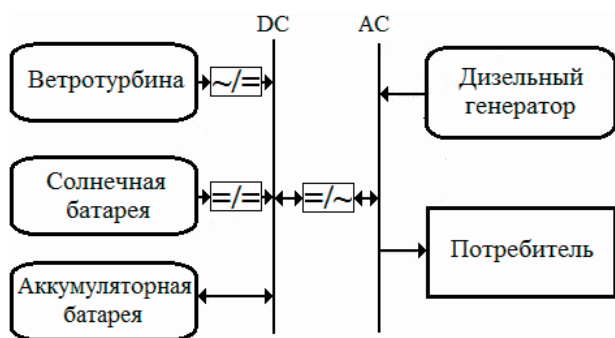 DC
AC
Ветротурбина
~/=
Дизельный
генератор
Солнечная
батарея
=/=
=/~
Потребитель
Аккумуляторная
батарея